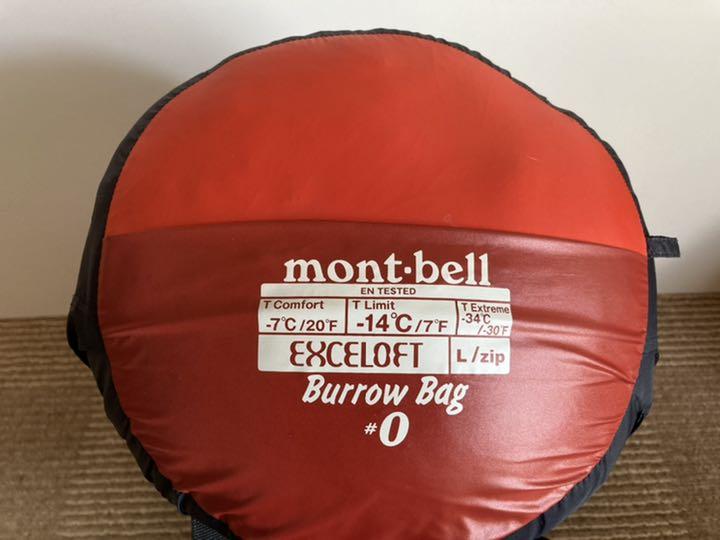 mont-bell
EN TESTED
T Comfort T Limit T Extreme
-7℃/20℉ -14℃/7℉ -34℃/-30℉
EXCELOFT L/zip
Burrow Bag
#0